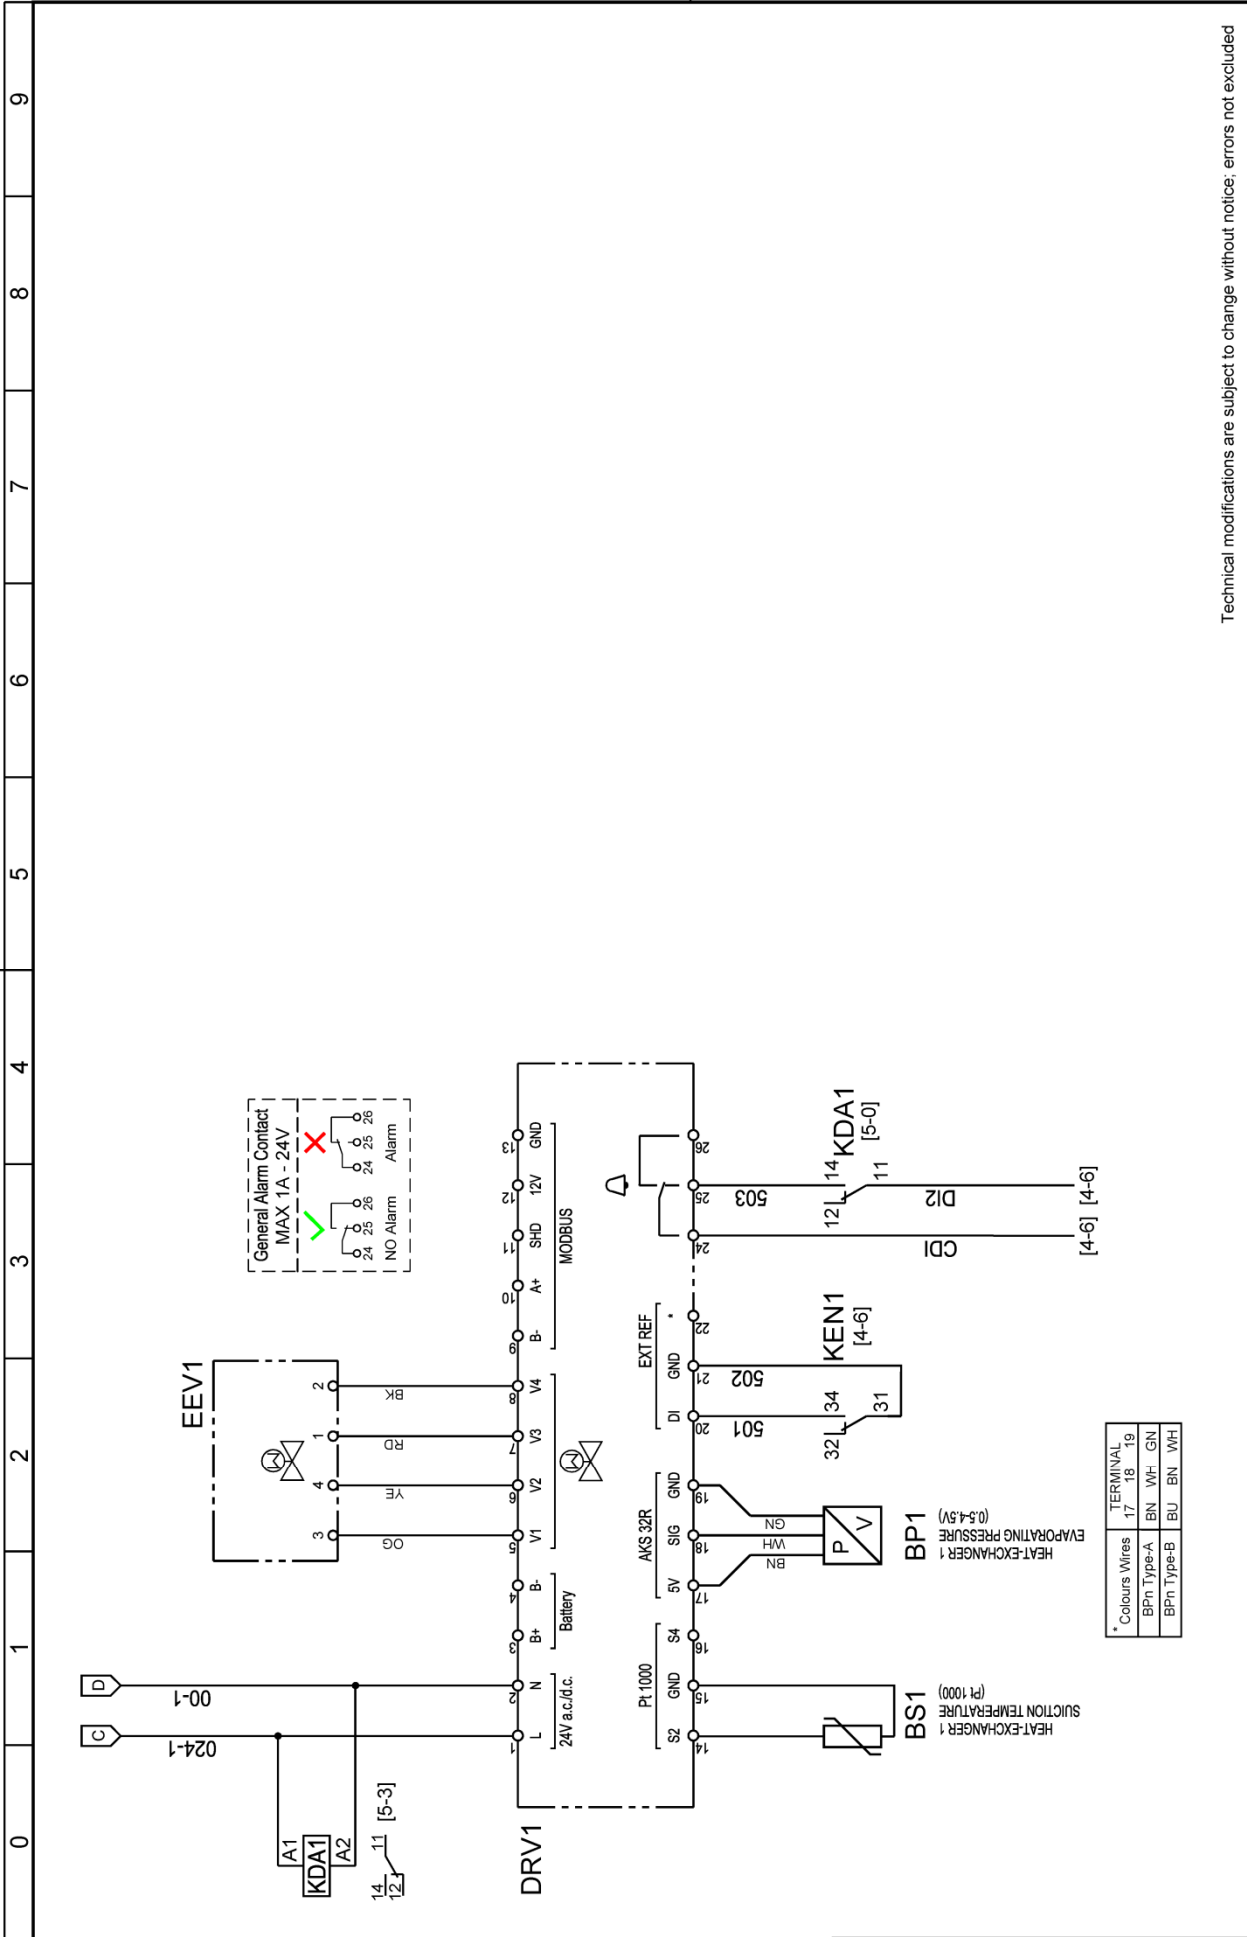 0 1 2 3 4 5 6 7 8 9
C D
024-1 00-1
KDA1
A1 A2
14 11 [5-3]
12
EEV1
M
3 4 1 2
OG YE RD BK
General Alarm Contact
MAX 1A - 24V
24 25 26 24 25 26
NO Alarm Alarm
DRV1
1 2 3 4 5 6 7 8 9 10 11 12 13
L N B+ B- V1 V2 V3 V4 B- A+ SHD 12V GND
24V a.c./d.c. Battery MODBUS
M
Pt 1000 AKS 32R EXT REF
S2 GND S4 5V SIG GND DI GND *
14 15 16 17 18 19 20 21 22 24 25 26
BN WH GN
501 502 CDI 503
P V
32 34
31
KEN1
[4-6]
12 14
11
KDA1
[5-0]
DI2
[4-6] [4-6]
BS1
HEAT-EXCHANGER 1
SUICTION TEMPERATURE
(Pt 1000)
BP1
HEAT-EXCHANGER 1
EVAPORATING PRESSURE
(0.5-4.5V)
* Colours Wires TERMINAL
17 18 19
BPn Type-A BN WH GN
BPn Type-B BU BN WH
Technical modifications are subject to change without notice; errors not excluded